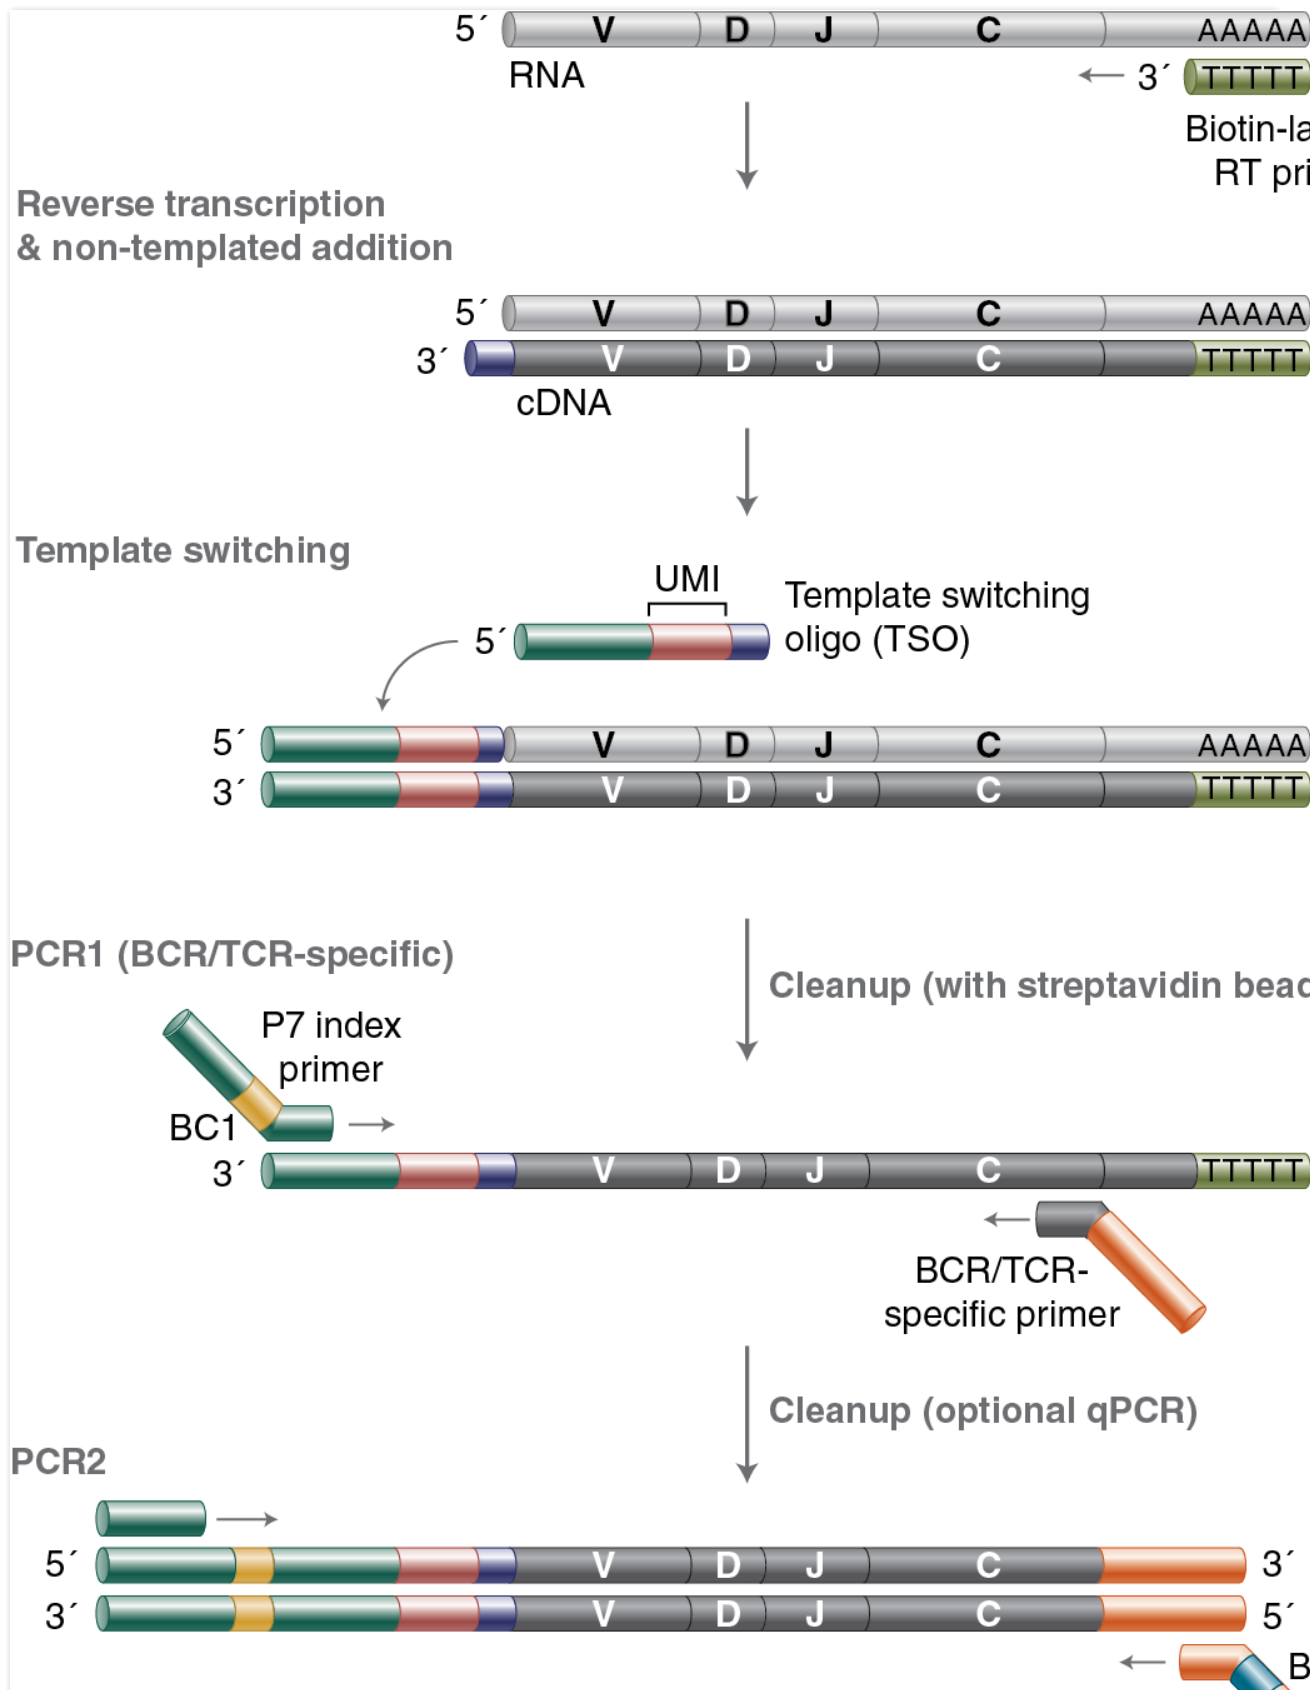 5´ V D J C AAAAA
RNA
3´ TTTTT
Biotin-la
RT pri
Reverse transcription
& non-templated addition
5´ V D J C AAAAA
3´ V D J C TTTTT
cDNA
Template switching
UMI
5´
Template switching
oligo (TSO)
5´ V D J C AAAAA
3´ V D J C TTTTT
PCR1 (BCR/TCR-specific)
Cleanup (with streptavidin bead
P7 index
primer
BC1
3´ V D J C TTTTT
BCR/TCR-
specific primer
Cleanup (optional qPCR)
PCR2
5´ V D J C 3´
3´ V D J C 5´
B